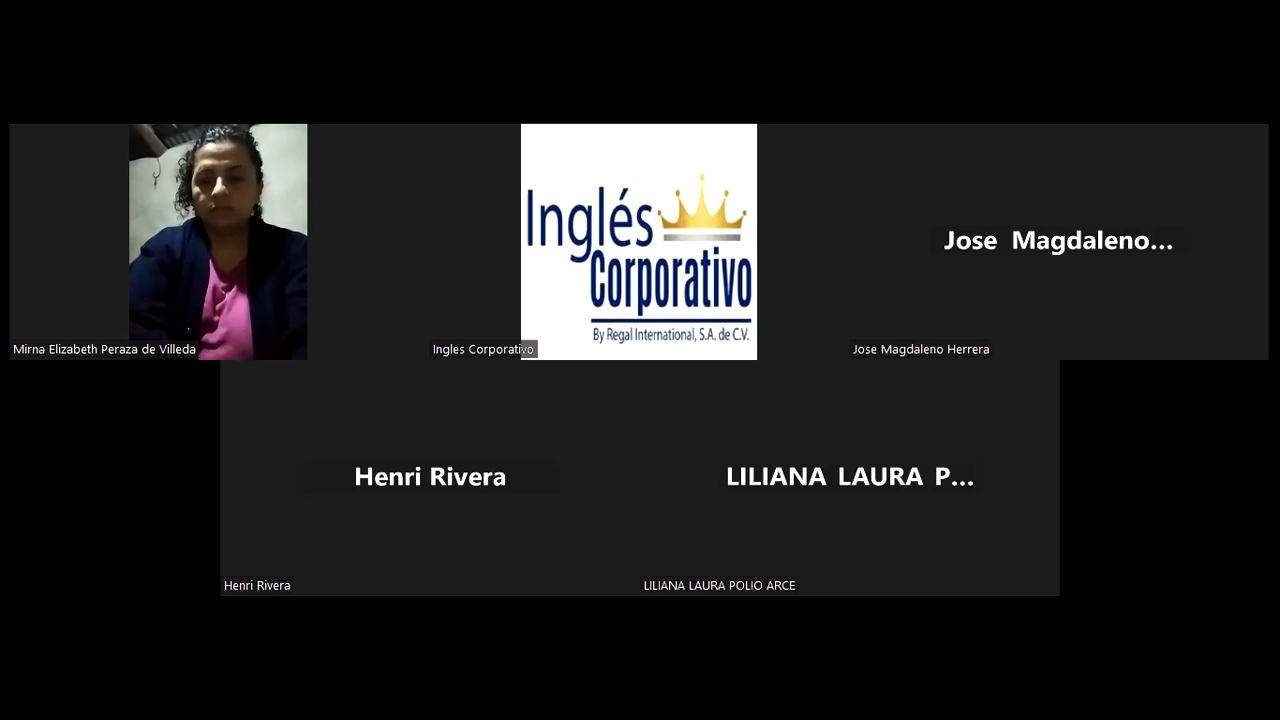 Inglés
Corporativo
By Regal International, S.A. de C.V.
Jose Magdaleno...
Mirna Elizabeth Peraza de Villeda
Ingles Corporativo
Jose Magdaleno Herrera
Henri Rivera
LILIANA LAURA P...
Henri Rivera
LILIANA LAURA POLIO ARCE